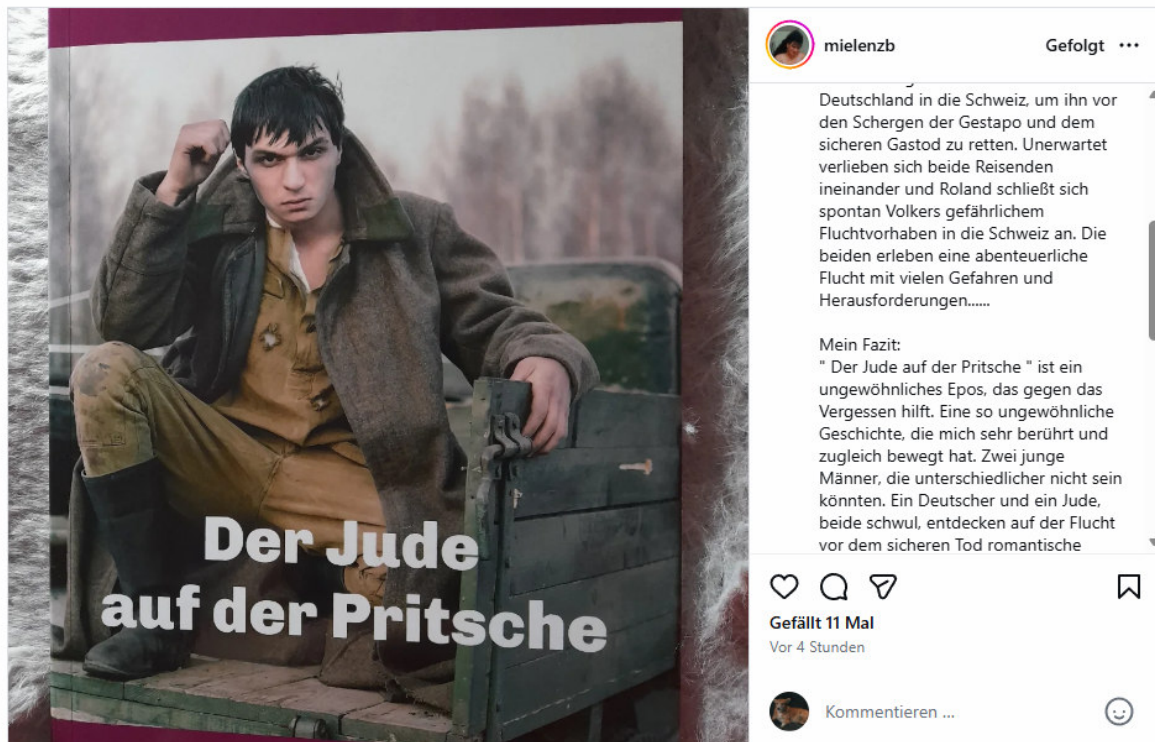 Der Jude
auf der Pritsche
mielenzb
Gefolgt
Deutschland in die Schweiz, um ihn vor
den Schergen der Gestapo und dem
sicheren Gastod zu retten. Unerwartet
verlieben sich beide Reisenden
ineinander und Roland schließt sich
spontan Volkers gefährlichem
Fluchtvorhaben in die Schweiz an. Die
beiden erleben eine abenteuerliche
Flucht mit vielen Gefahren und
Herausforderungen......
Mein Fazit:
" Der Jude auf der Pritsche " ist ein
ungewöhnliches Epos, das gegen das
Vergessen hilft. Eine so ungewöhnliche
Geschichte, die mich sehr berührt und
zugleich bewegt hat. Zwei junge
Männer, die unterschiedlicher nicht sein
könnten. Ein Deutscher und ein Jude,
beide schwul, entdecken auf der Flucht
vor dem sicheren Tod romantische
Gefällt 11 Mal
Vor 4 Stunden
Kommentieren ...